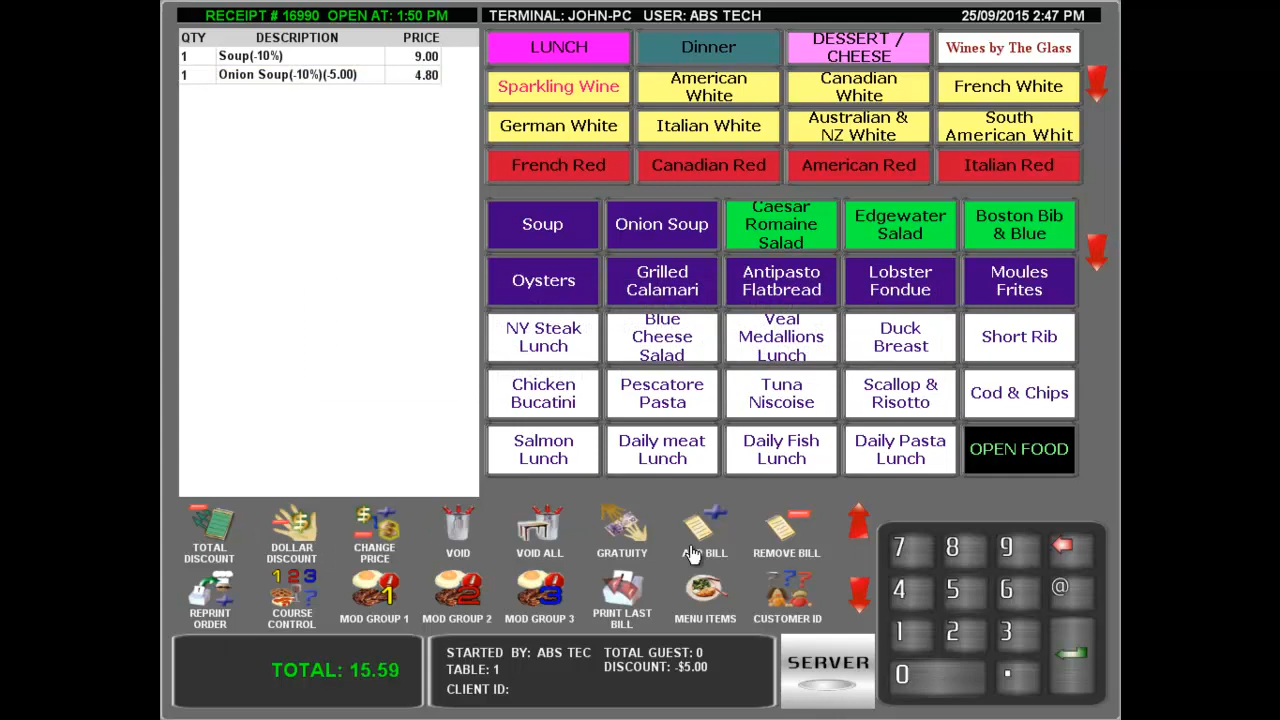 RECEIPT # 16990 OPEN AT: 1:50 PM
TERMINAL: JOHN-PC USER: ABS TECH
25/09/2015 2:47 PM
QTY DESCRIPTION PRICE
1 Soup(-10%) 9.00
1 Onion Soup(-10%)(-5.00) 4.80
LUNCH
Dinner
DESSERT /
CHEESE
Wines by The Glass
Sparkling Wine
American
White
Canadian
White
French White
German White
Italian White
Australian &
NZ White
South
American Whit
French Red
Canadian Red
American Red
Italian Red
Soup
Onion Soup
Caesar
Romaine
Salad
Edgewater
Salad
Boston Bib
& Blue
Oysters
Grilled
Calamari
Antipasto
Flatbread
Lobster
Fondue
Moules
Frites
NY Steak
Lunch
Blue
Cheese
Salad
Veal
Medallions
Lunch
Duck
Breast
Short Rib
Chicken
Bucatini
Pescatore
Pasta
Tuna
Niscoise
Scallop &
Risotto
Cod & Chips
Salmon
Lunch
Daily meat
Lunch
Daily Fish
Lunch
Daily Pasta
Lunch
OPEN FOOD
TOTAL
DISCOUNT
DOLLAR
DISCOUNT
CHANGE
PRICE
VOID
VOID ALL
GRATUITY
BILL
REMOVE BILL
REPRINT
ORDER
1 2 3
COURSE
CONTROL
1
MOD GROUP 1
2
MOD GROUP 2
3
MOD GROUP 3
PRINT LAST
BILL
MENU ITEMS
???
CUSTOMER ID
7 8 9
4 5 6 @
1 2 3
0 .
TOTAL: 15.59
STARTED BY: ABS TEC TOTAL GUEST: 0
TABLE: 1 DISCOUNT: -$5.00
CLIENT ID:
SERVER